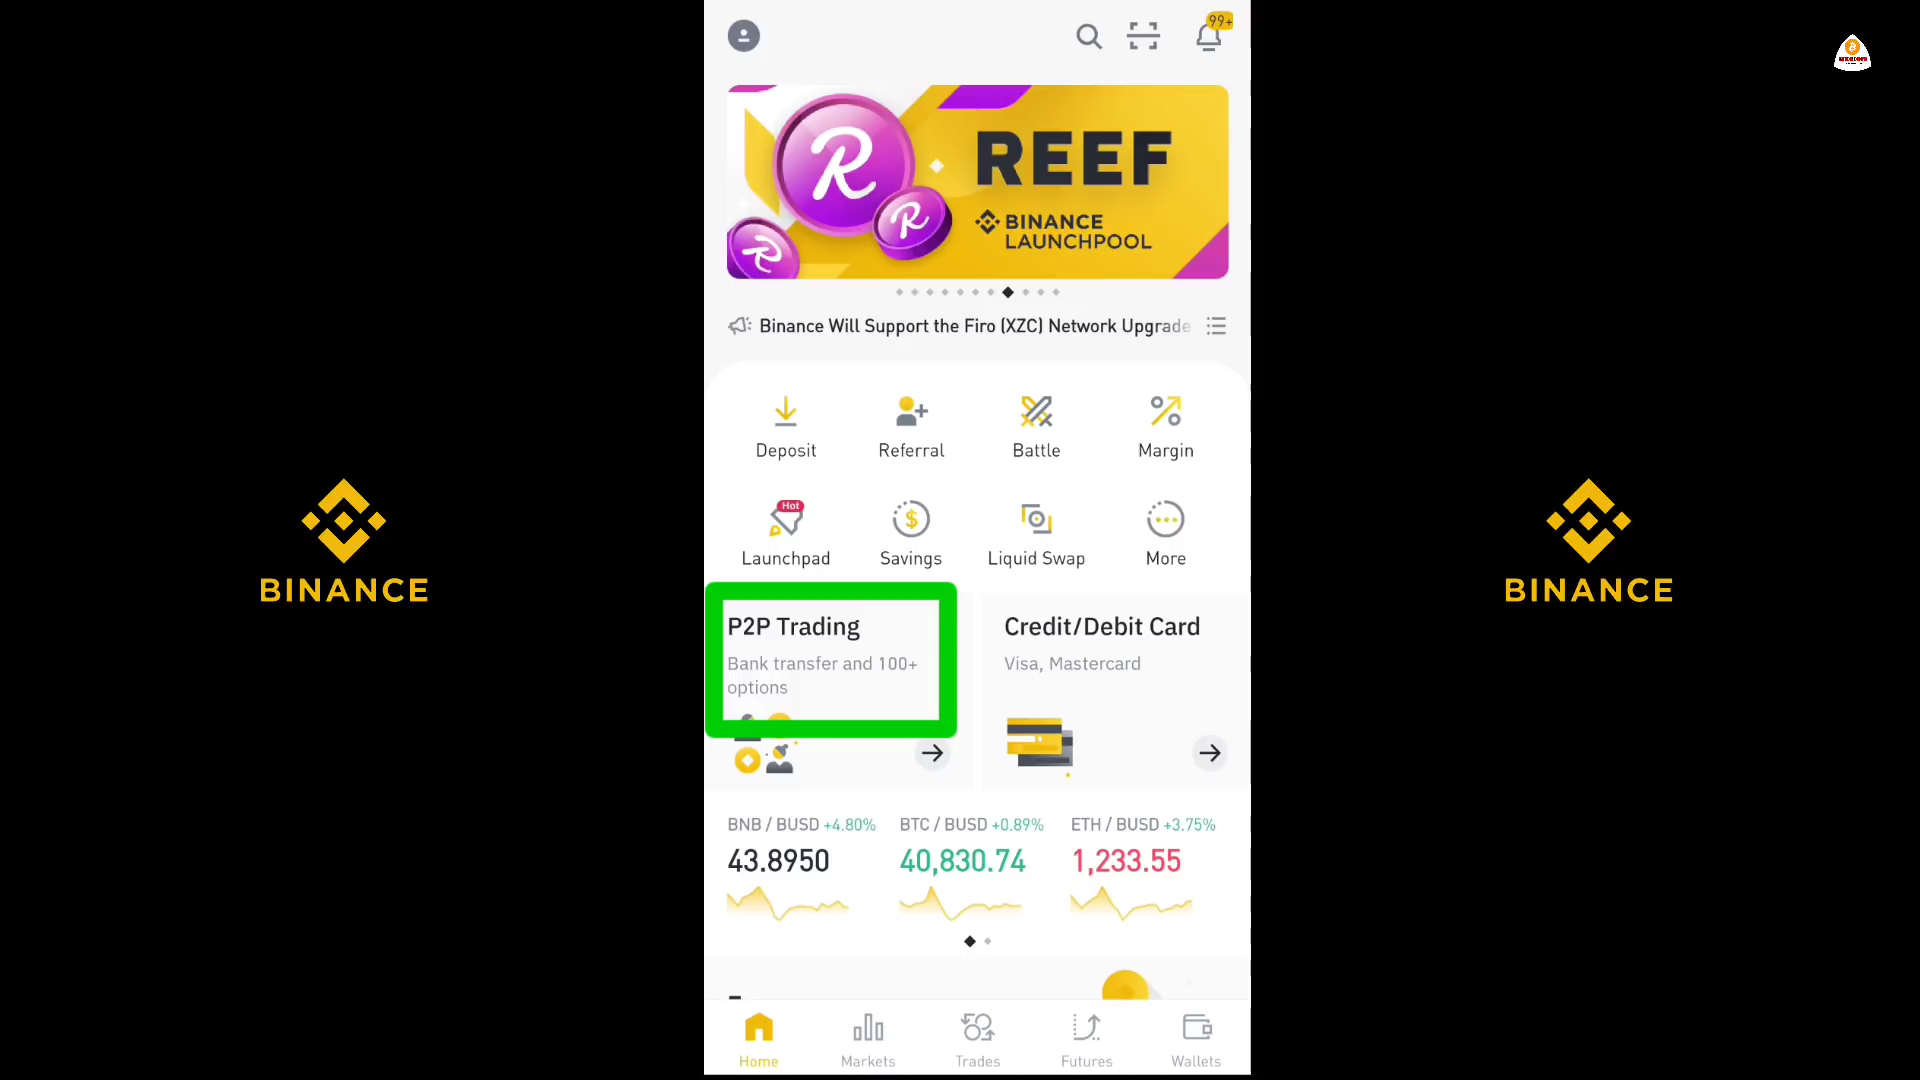 99+
REEF
BINANCE
LAUNCHPOOL
Binance Will Support the Firo (XZC) Network Upgrade
Deposit
Referral
Battle
Margin
Hot
Launchpad
Savings
Liquid Swap
More
P2P Trading
Bank transfer and 100+
options
Credit/Debit Card
Visa, Mastercard
BNB / BUSD +4.80%
43.8950
BTC / BUSD +0.89%
40,830.74
ETH / BUSD +3.75%
1,233.55
Home
Markets
Trades
Futures
Wallets
BINANCE
BINANCE